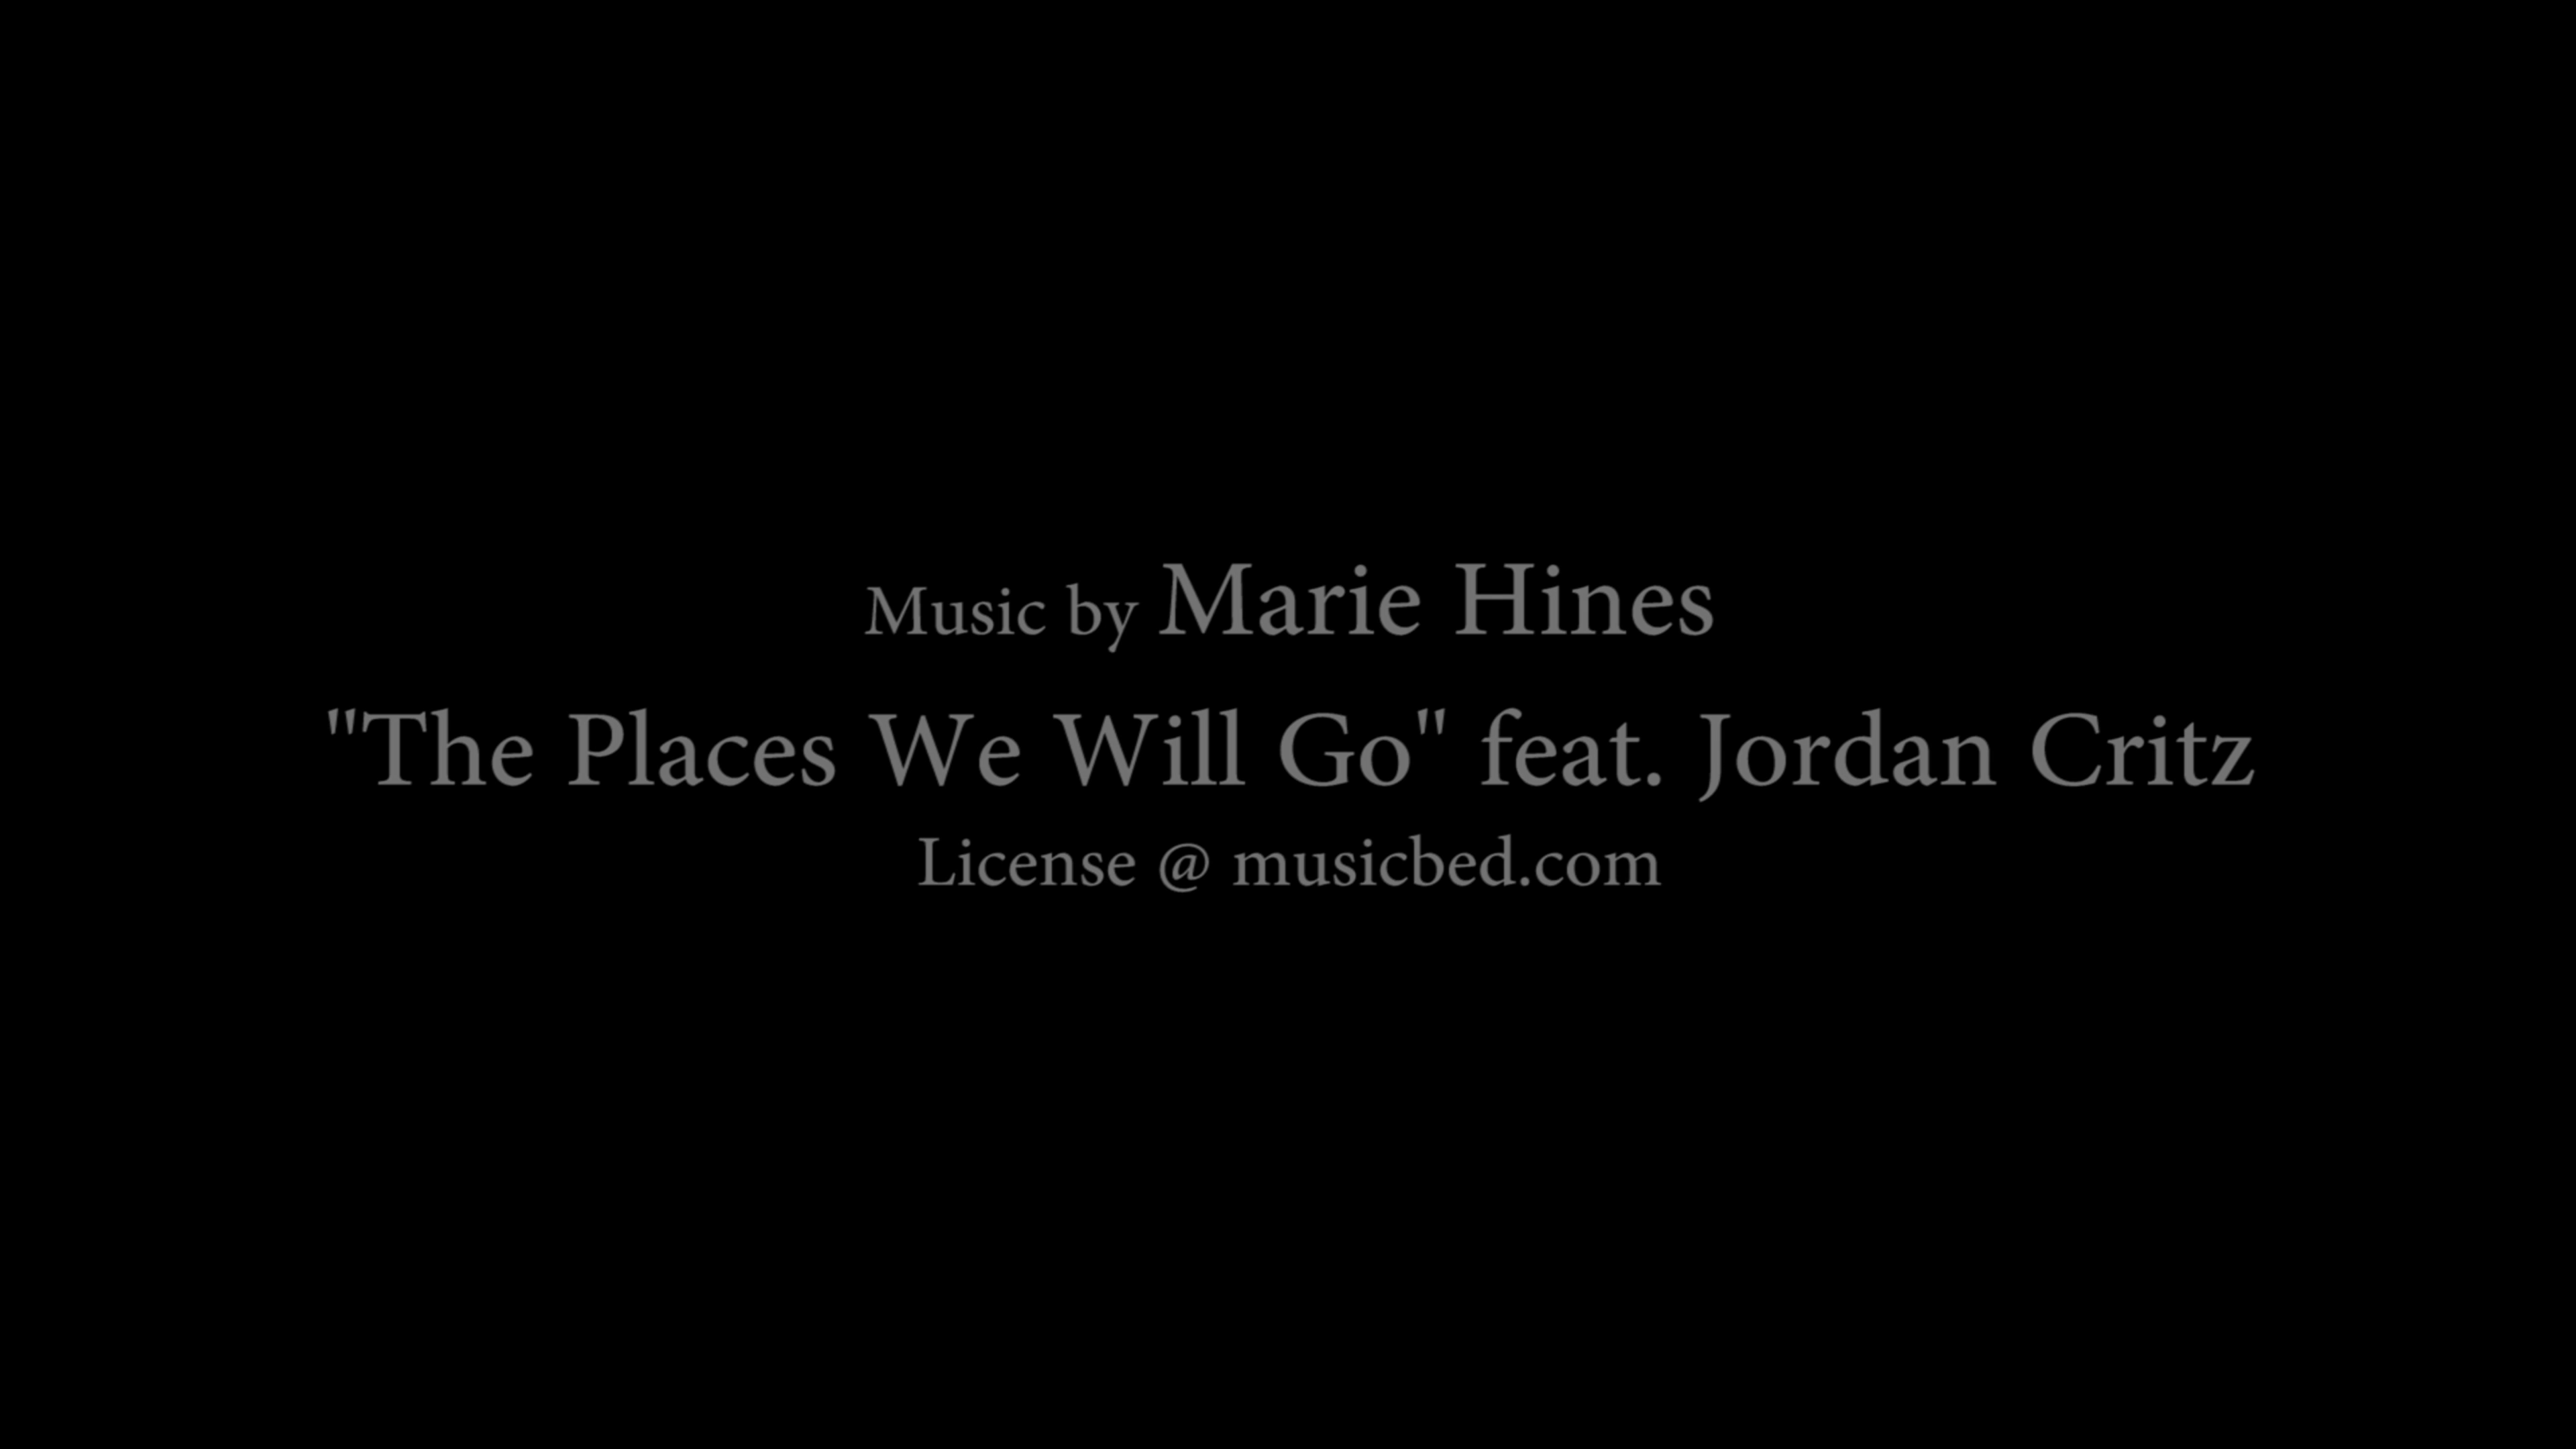 Music by Marie Hines
"The Places We Will Go" feat. Jordan Critz
License @ musicbed.com